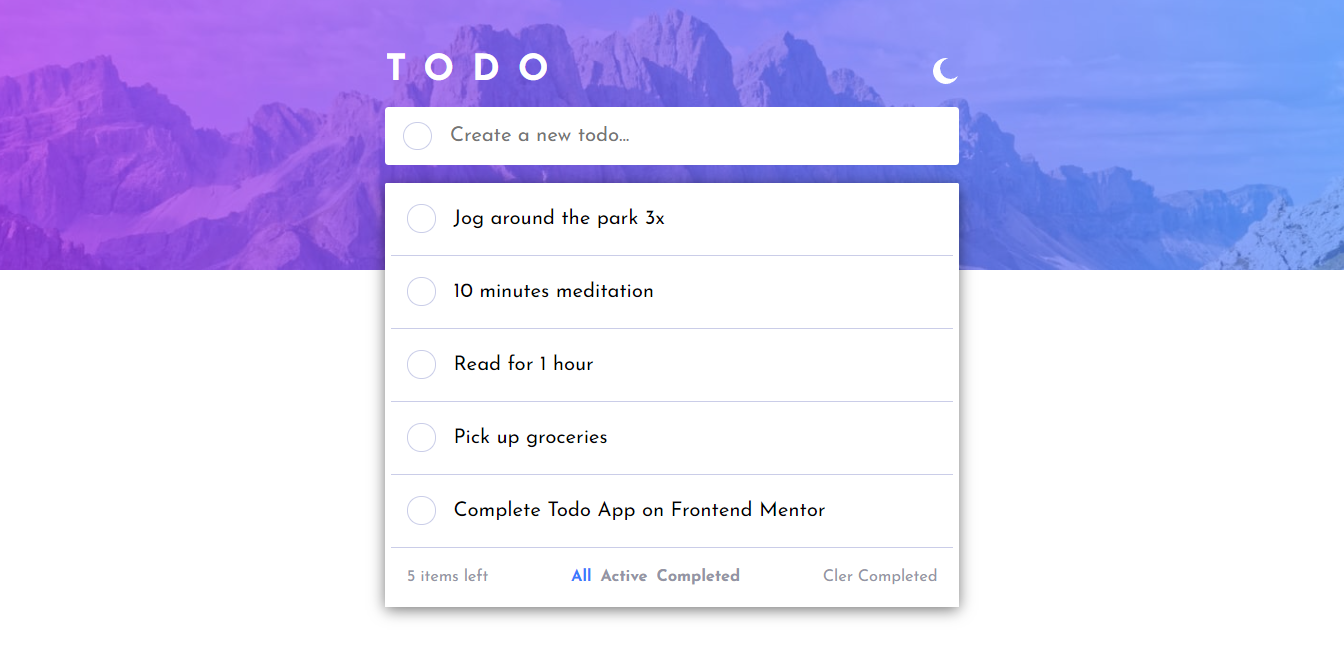 TODO
Create a new todo...
Jog around the park 3x
10 minutes meditation
Read for 1 hour
Pick up groceries
Complete Todo App on Frontend Mentor
5 items left All Active Completed Cler Completed